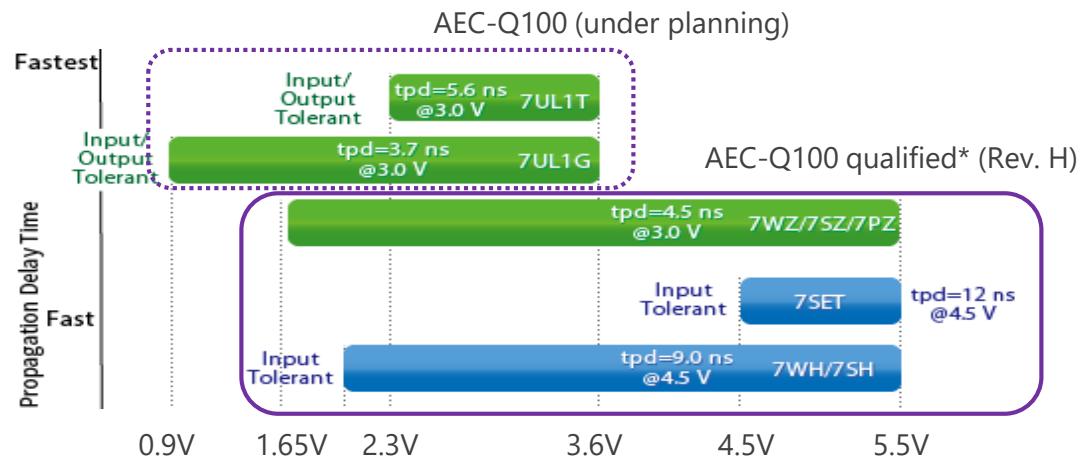 AEC-Q100 (under planning)
Fastest
Input/
Output
Tolerant
tpd=5.6 ns
@3.0 V
7UL1T
Input/
Output
Tolerant
tpd=3.7 ns
@3.0 V
7UL1G
AEC-Q100 qualified* (Rev. H)
tpd=4.5 ns
@3.0 V
7WZ/7SZ/7PZ
Propagation Delay Time
Fast
Input
Tolerant
7SET
tpd=12 ns
@4.5 V
Input
Tolerant
tpd=9.0 ns
@4.5 V
7WH/7SH
0.9V 1.65V 2.3V 3.6V 4.5V 5.5V